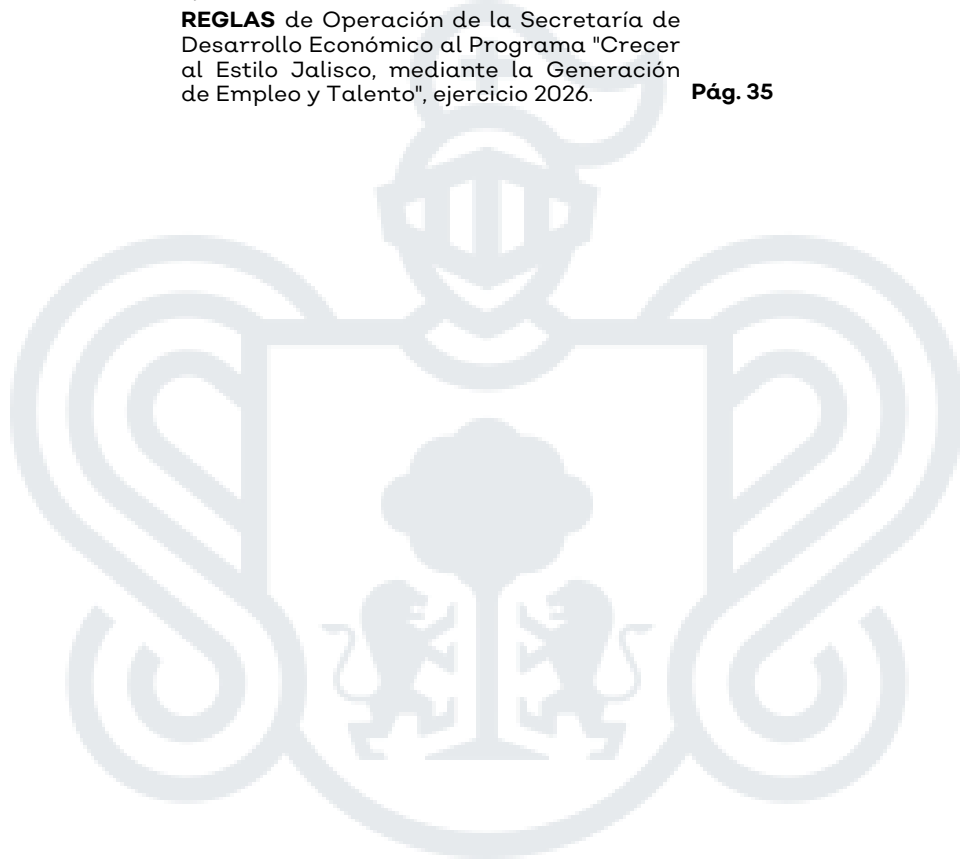 REGLAS de Operación de la Secretaría de
Desarrollo Económico al Programa "Crecer
al Estilo Jalisco, mediante la Generación
de Empleo y Talento", ejercicio 2026. Pág. 35